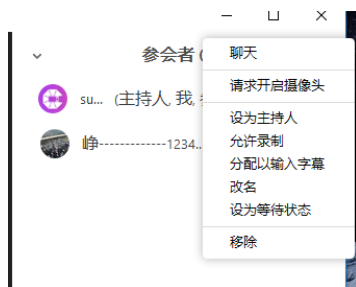 参会者 (
聊天
请求开启摄像头
su... (主持人, 我,
设为主持人
允许录制
峥-------------1234...
分配以输入字幕
改名
设为等待状态
移除